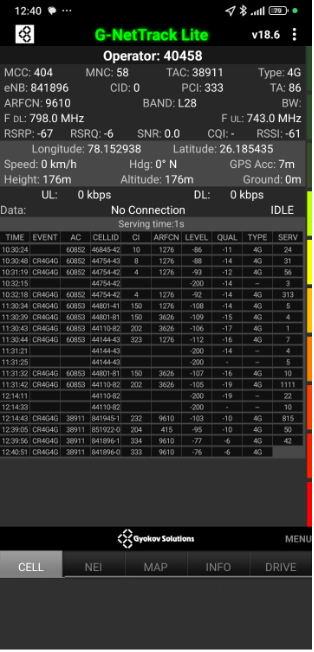 12:40
79
G-NetTrack Lite v18.6
Operator: 40458
MCC: 404 MNC: 58 TAC: 38911 Type: 4G
eNB: 841896 CID: 0 PCI: 333 TA: 86
ARFCN: 9610 BAND: L28 BW:
F DL: 798.0 MHz F UL: 743.0 MHz
RSRP: -67 RSRQ: -6 SNR: 0.0 CQI: - RSSI: -61
Longitude: 78.152938 Latitude: 26.185435
Speed: 0 km/h Hdg: 0° N GPS Acc: 7m
Height: 176m Altitude: 176m Ground: 0m
UL: 0 kbps DL: 0 kbps
Data: No Connection IDLE
Serving time:1s
TIME EVENT AC CELLID CI ARFCN LEVEL QUAL TYPE SERV
10:30:24 60852 46845-42 10 1276 -86 -11 4G 24
10:30:48 CR4G4G 60852 44754-43 8 1276 -88 -14 4G 31
10:31:19 CR4G4G 60852 44754-42 4 1276 -93 -12 4G 56
10:32:15 44754-42 -200 -14 -- 3
10:32:18 CR4G4G 60852 44754-42 4 1276 -92 -14 4G 313
10:30:48 CR4G4G 60853 44801-41 150 1276 -108 -14 4G 5
11:30:39 CR4G4G 60853 44801-81 150 3626 -109 -15 4G 4
11:30:43 CR4G4G 60853 44110-82 202 3626 -106 -17 4G 1
11:30:44 CR4G4G 60853 44144-43 323 1276 -112 -16 4G 7
11:31:21 44144-43 -200 -14 -- 4
11:31:25 44144-43 -200 - -- 5
11:31:32 CR4G4G 60853 44801-81 150 1276 -107 -16 4G 10
11:31:42 CR4G4G 60853 44110-82 202 3626 -105 -19 4G 1111
12:14:11 44110-82 -200 -19 -- 22
12:14:33 44110-82 -200 - -- 10
12:14:43 CR4G4G 38911 841945-1 232 9610 -103 -10 4G 815
12:39:05 CR4G4G 38911 851922-0 204 415 -95 -10 4G 50
12:39:56 CR4G4G 38911 841896-1 334 9610 -77 -6 4G 42
12:40:51 CR4G4G 38911 841896-0 333 9610 -76 -6 4G
Gyokov Solutions MENU
CELL NEI MAP INFO DRIVE